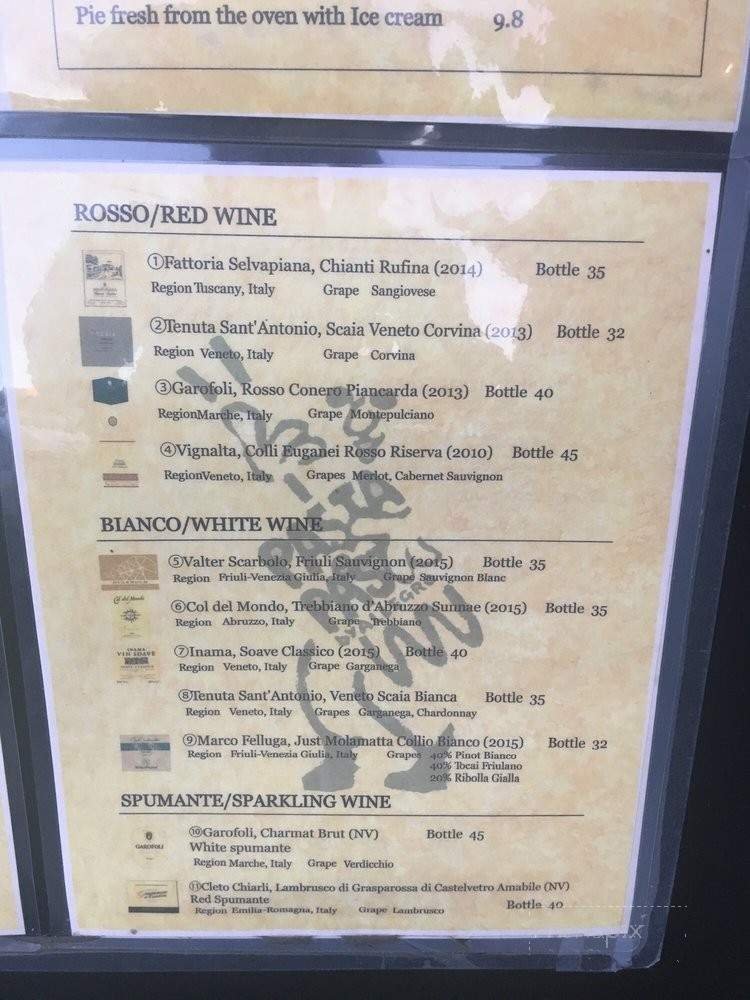 Pie fresh from the oven with Ice cream 9.8
ROSSO/RED WINE
①Fattoria Selvapiana, Chianti Rufina (2014) Bottle 35
Region Tuscany, Italy Grape Sangiovese
②Tenuta Sant'Antonio, Scaia Veneto Corvina (2013) Bottle 32
Region Veneto, Italy Grape Corvina
③Garofoli, Rosso Conero Piancarda (2013) Bottle 40
RegionMarche, Italy Grape Montepulciano
④Vignalta, Colli Euganei Rosso Riserva (2010) Bottle 45
RegionVeneto, Italy Grapes Merlot, Cabernet Sauvignon
BIANCO/WHITE WINE
⑤Valter Scarbolo, Friuli Sauvignon (2015) Bottle 35
Region Friuli-Venezia Giulia, Italy Grape Sauvignon Blanc
Col del Mondo
⑥Col del Mondo, Trebbiano d'Abruzzo Sunnae (2015) Bottle 35
Region Abruzzo, Italy Grape Trebbiano
INAMA
VIN SOAVE
⑦Inama, Soave Classico (2015) Bottle 40
Region Veneto, Italy Grape Garganega
⑧Tenuta Sant'Antonio, Veneto Scaia Bianca Bottle 35
Region Veneto, Italy Grapes Garganega, Chardonnay
⑨Marco Felluga, Just Molamatta Collio Bianco (2015) Bottle 32
Region Friuli-Venezia Giulia, Italy Grapes 40% Pinot Bianco
40% Tocai Friulano
20% Ribolla Gialla
SPUMANTE/SPARKLING WINE
GAROFOLI
⑩Garofoli, Charmat Brut (NV) Bottle 45
White spumante
Region Marche, Italy Grape Verdicchio
⑪Cleto Chiarli, Lambrusco di Grasparossa di Castelvetro Amabile (NV)
Red Spumante Bottle 40
Region Emilia-Romagna, Italy Grape Lambrusco